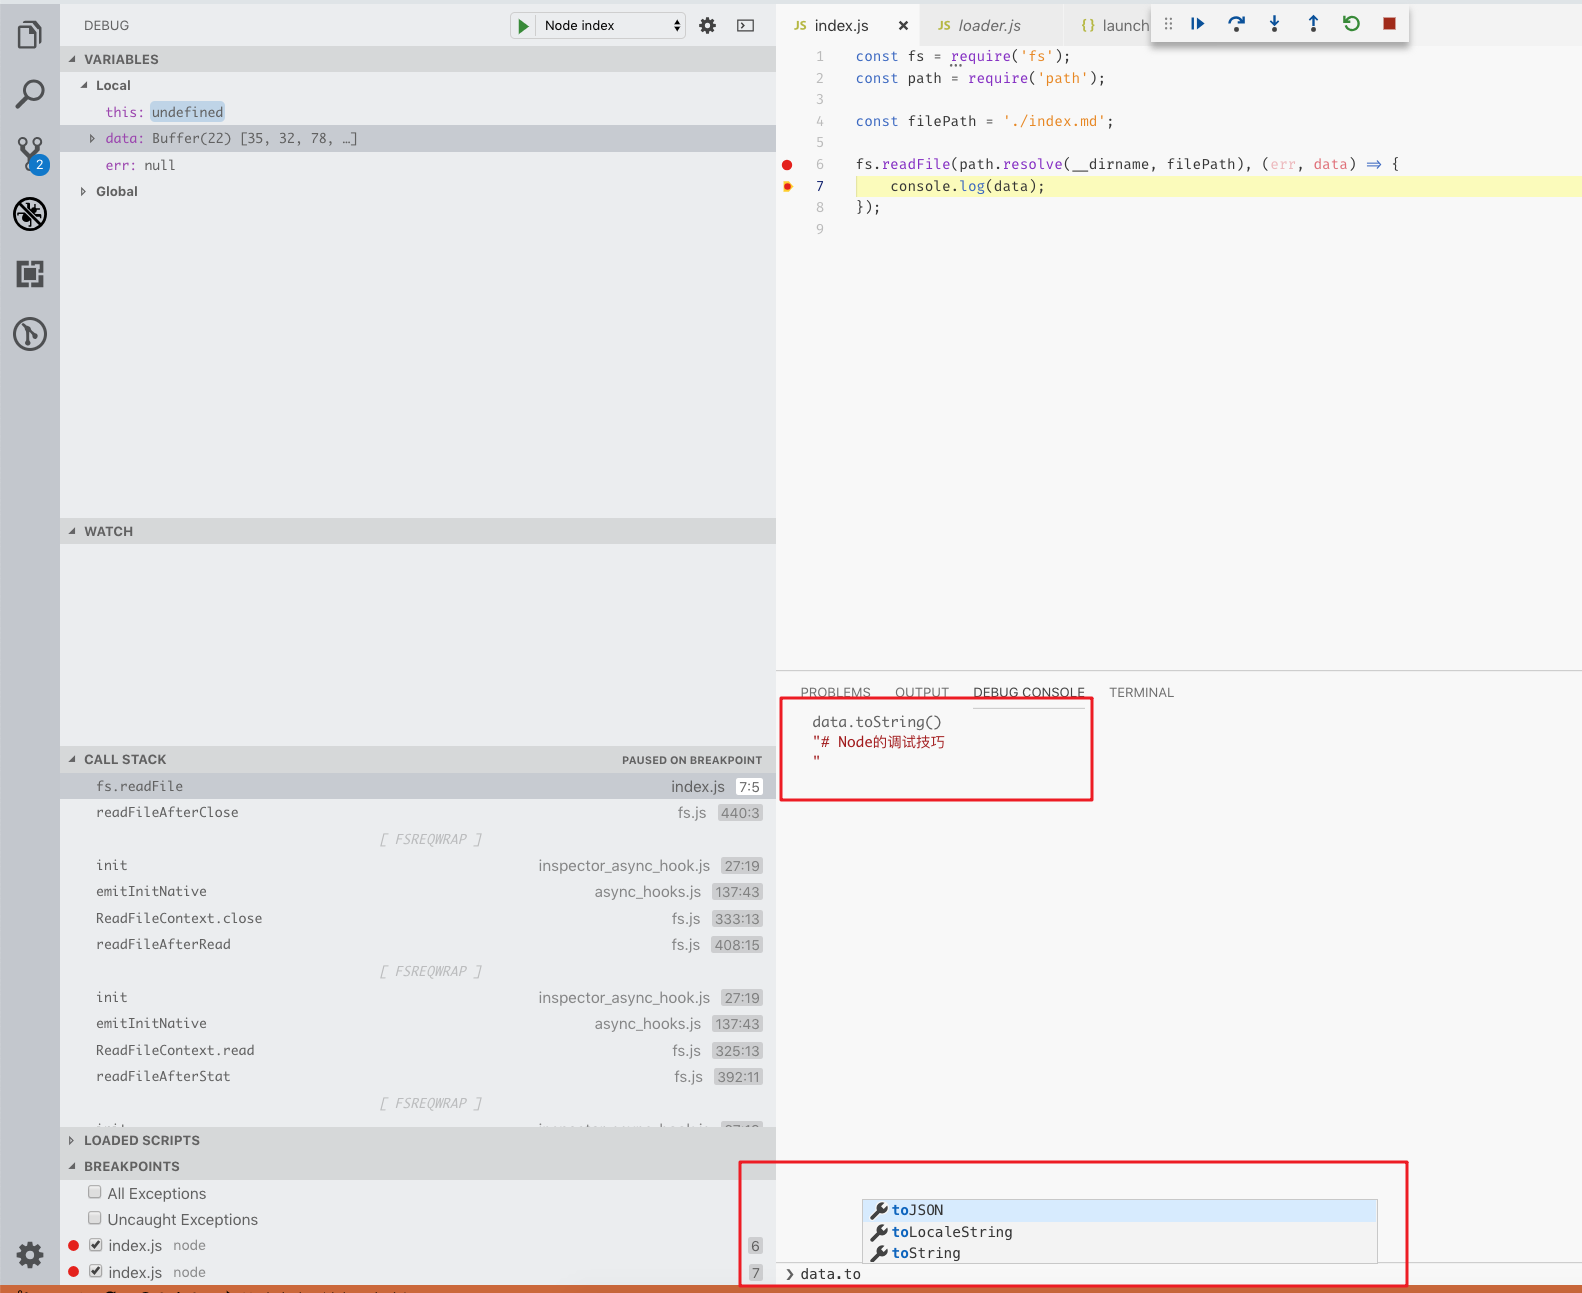 DEBUG
Node index
VARIABLES
Local
this: undefined
data: Buffer(22) [35, 32, 78, …]
err: null
Global
2
WATCH
CALL STACK PAUSED ON BREAKPOINT
fs.readFile index.js 7:5
readFileAfterClose fs.js 440:3
[ FSREQWRAP ]
init inspector_async_hook.js 27:19
emitInitNative async_hooks.js 137:43
ReadFileContext.close fs.js 333:13
readFileAfterRead fs.js 408:15
[ FSREQWRAP ]
init inspector_async_hook.js 27:19
emitInitNative async_hooks.js 137:43
ReadFileContext.read fs.js 325:13
readFileAfterStat fs.js 392:11
[ FSREQWRAP ]
LOADED SCRIPTS
BREAKPOINTS
All Exceptions
Uncaught Exceptions
index.js node 6
index.js node 7
JS index.js JS loader.js {} launch
1 const fs = require('fs');
2 const path = require('path');
3
4 const filePath = './index.md';
5
6 fs.readFile(path.resolve(__dirname, filePath), (err, data) => {
7 console.log(data);
8 });
9
PROBLEMS OUTPUT DEBUG CONSOLE TERMINAL
data.toString()
"# Node的调试技巧
"
toJSON
toLocaleString
toString
data.to